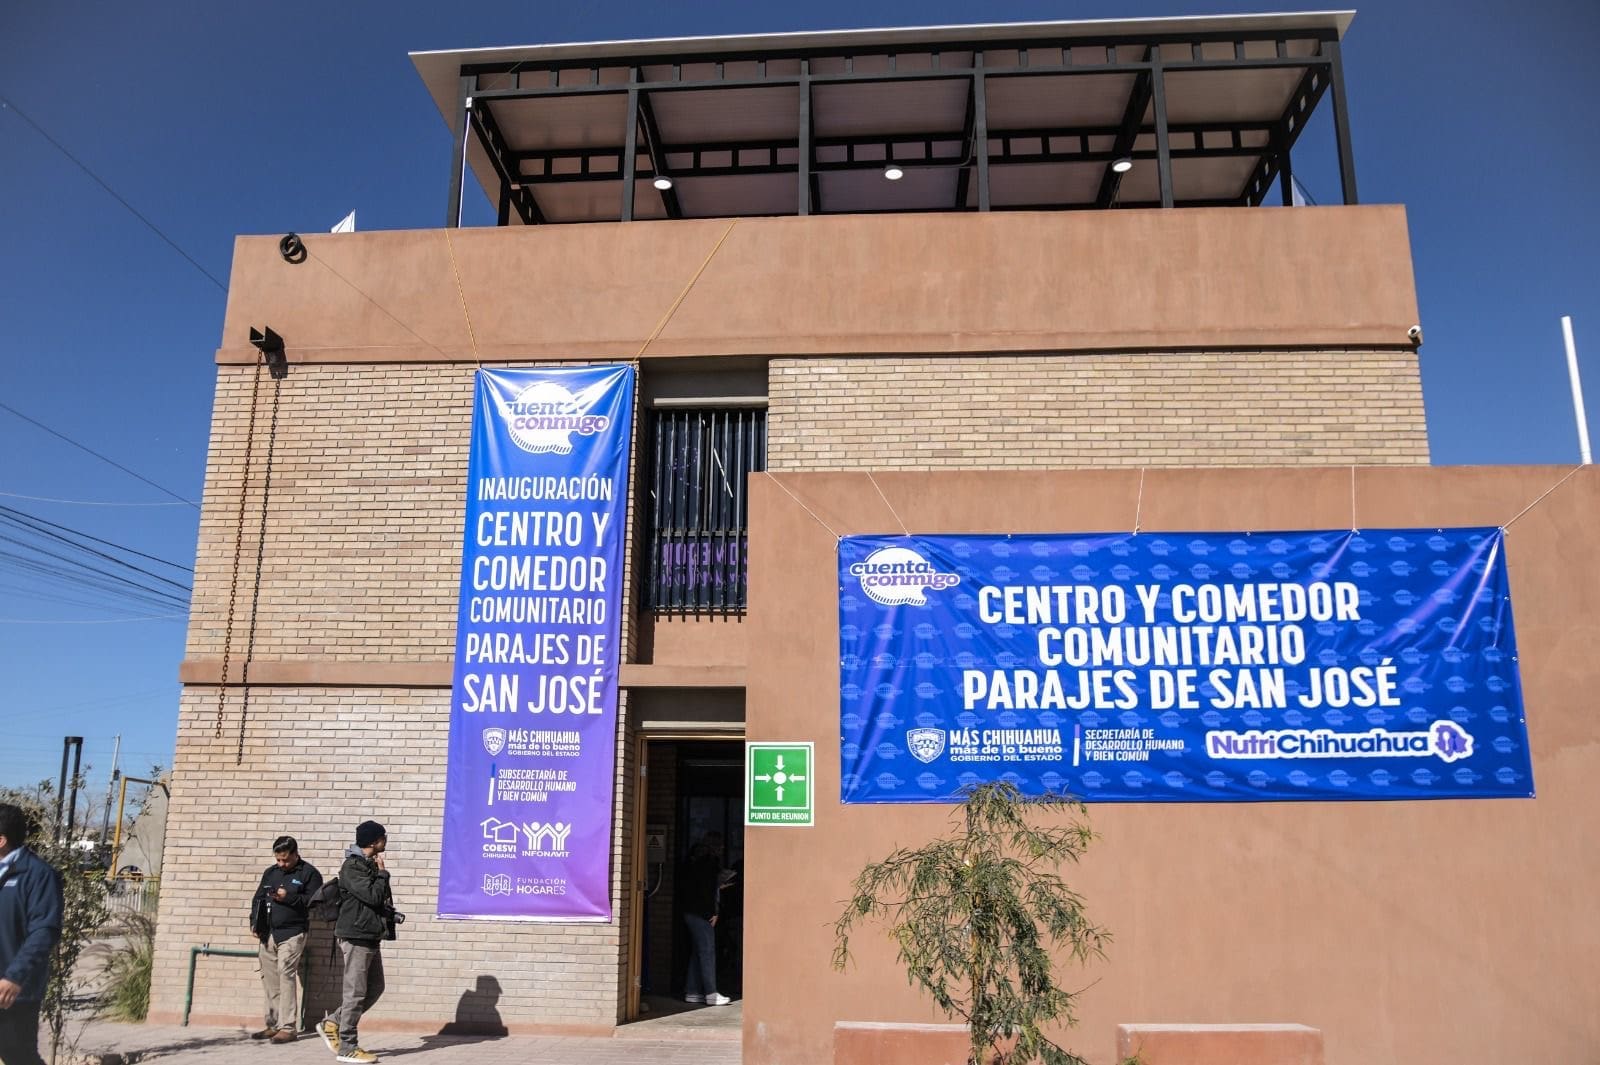 cuenta
conmigo
INAUGURACIÓN
CENTRO Y
COMEDOR
COMUNITARIO
PARAJES DE
SAN JOSÉ
MÁS CHIHUAHUA
más de lo bueno
GOBIERNO DEL ESTADO
SUBSECRETARÍA DE
DESARROLLO HUMANO
Y BIEN COMÚN
COESVI
CHIHUAHUA
INFONAVIT
FUNDACIÓN
HOGARES
PUNTO DE REUNION
cuenta
conmigo
CENTRO Y COMEDOR
COMUNITARIO
PARAJES DE SAN JOSÉ
MÁS CHIHUAHUA
más de lo bueno
GOBIERNO DEL ESTADO
SECRETARÍA DE
DESARROLLO HUMANO
Y BIEN COMÚN
NutriChihuahua